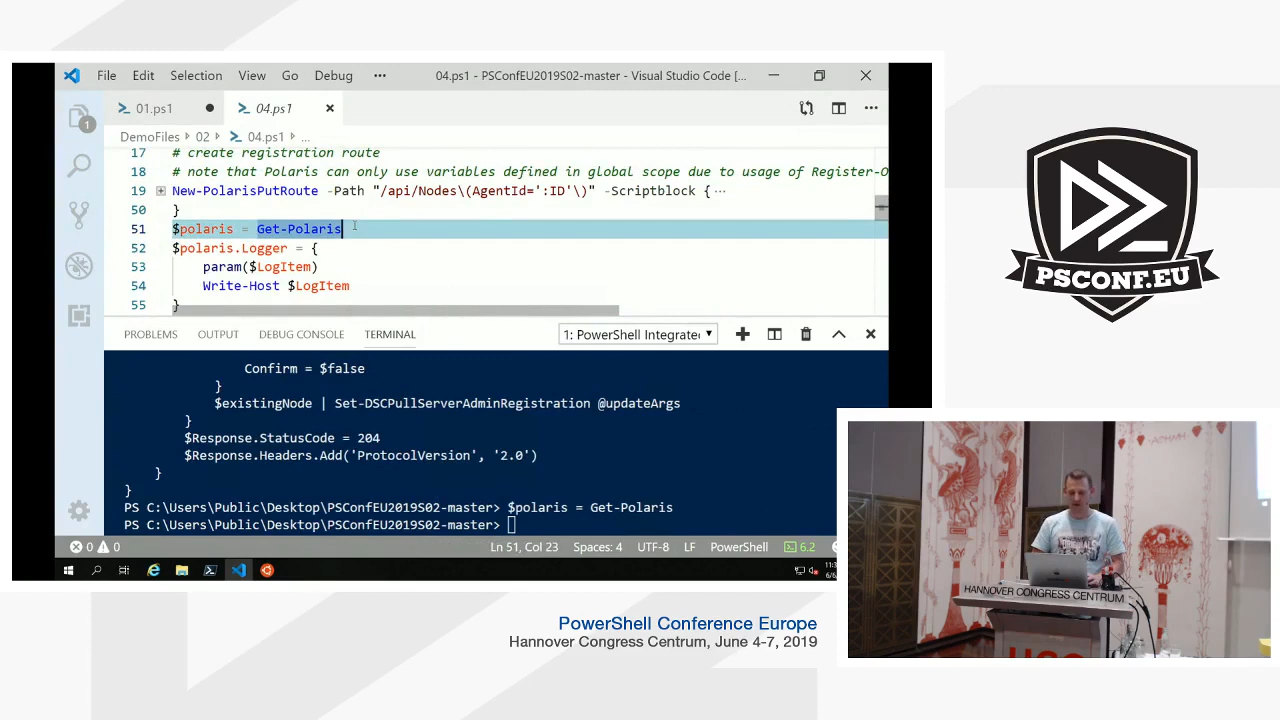 File Edit Selection View Go Debug ••• 04.ps1 - PSConfEU2019S02-master - Visual Studio Code [...
01.ps1 ● 04.ps1
DemoFiles › 02 › 04.ps1 › ...
17 # create registration route
18 # note that Polaris can only use variables defined in global scope due to usage of Register-O
19 New-PolarisPutRoute -Path "/api/Nodes\(AgentId=':ID'\)" -Scriptblock {···
50 }
51 $polaris = Get-Polaris
52 $polaris.Logger = {
53 param($LogItem)
54 Write-Host $LogItem
55 }
PROBLEMS OUTPUT DEBUG CONSOLE TERMINAL 1: PowerShell Integrate
Confirm = $false
}
$existingNode | Set-DSCPullServerAdminRegistration @updateArgs
}
$Response.StatusCode = 204
$Response.Headers.Add('ProtocolVersion', '2.0')
}
}
PS C:\Users\Public\Desktop\PSConfEU2019S02-master> $polaris = Get-Polaris
PS C:\Users\Public\Desktop\PSConfEU2019S02-master>
0 0 Ln 51, Col 23 Spaces: 4 UTF-8 LF PowerShell 6.2
1
PSCONF.EU
HANNOVER CONGRESS CENTRUM
PowerShell Conference Europe
Hannover Congress Centrum, June 4-7, 2019